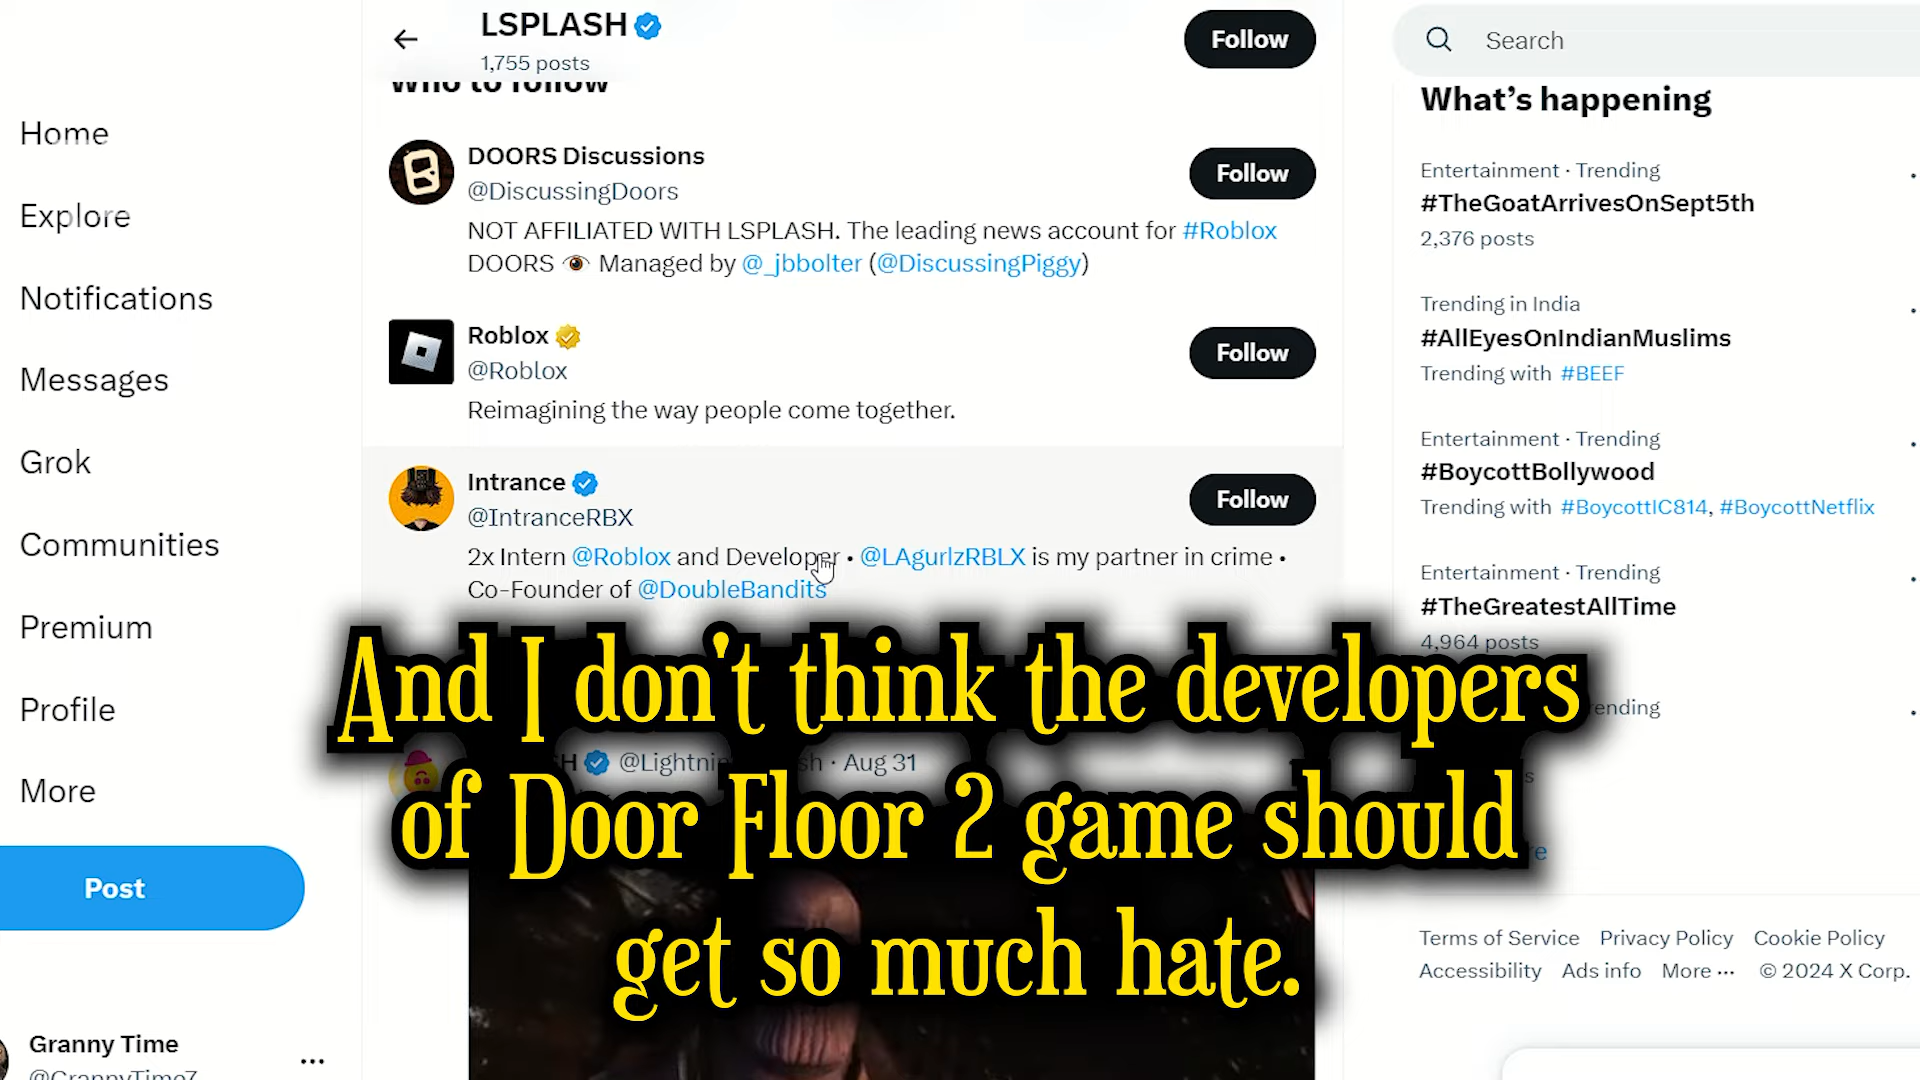 LSPLASH
1,755 posts
Follow
Search
Who to follow
What's happening
Home
Explore
Notifications
Messages
Grok
Communities
Premium
Profile
More
Post
Granny Time
@GrannyTime7
DOORS Discussions
@DiscussingDoors
Follow
NOT AFFILIATED WITH LSPLASH. The leading news account for #Roblox
DOORS 👁 Managed by @_jbbolter (@DiscussingPiggy)
Roblox
@Roblox
Follow
Reimagining the way people come together.
Intrance
@IntranceRBX
Follow
2x Intern @Roblox and Developer • @LAgurlzRBLX is my partner in crime •
Co-Founder of @DoubleBandits
Aug 31
And I don't think the developers
of Door Floor 2 game should
get so much hate.
Entertainment · Trending
#TheGoatArrivesOnSept5th
2,376 posts
Trending in India
#AllEyesOnIndianMuslims
Trending with #BEEF
Entertainment · Trending
#BoycottBollywood
Trending with #BoycottIC814, #BoycottNetflix
Entertainment · Trending
#TheGreatestAllTime
4,964 posts
Terms of Service Privacy Policy Cookie Policy
Accessibility Ads info More ··· © 2024 X Corp.